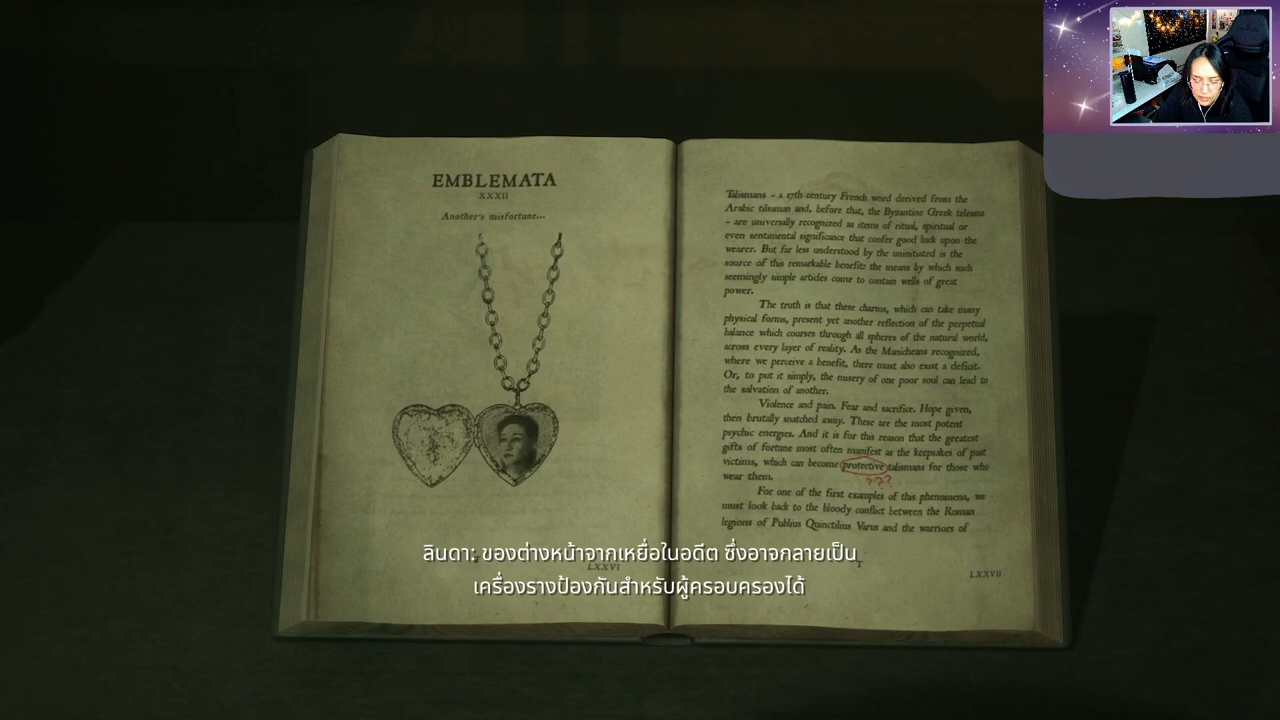 EMBLEMATA
XXXII
Another's misfortune...
Talismans - a 17th century French word derived from the
Arabic tilsaman and, before that, the Byzantine Greek telesma
- are universally recognized as items of ritual, spiritual or
even sentimental significance that confer good luck upon the
wearer. But far less understood by the uninitiated is the
source of this remarkable benefit: the means by which such
seemingly simple articles come to contain wells of great
power.
The truth is that these charms, which can take many
physical forms, present yet another reflection of the perpetual
balance which courses through all spheres of the natural world,
across every layer of reality. As the Manicheans recognized,
where we perceive a benefit, there must also exist a deficit.
Or, to put it simply, the misery of one poor soul can lead to
the salvation of another.
Violence and pain. Fear and sacrifice. Hope given,
then brutally snatched away. These are the most potent
psychic energies. And it is for this reason that the greatest
gifts of fortune most often manifest as the keepsakes of past
victims, which can become protective talismans for those who
wear them.
???
For one of the first examples of this phenomena, we
must look back to the bloody conflict between the Roman
legions of Publius Quinctilius Varus and the warriors of
LXXVI
LXXVII
ลินดา: ของต่างหน้าจากเหยื่อในอดีต ซึ่งอาจกลายเป็น
เครื่องรางป้องกันสำหรับผู้ครอบครองได้